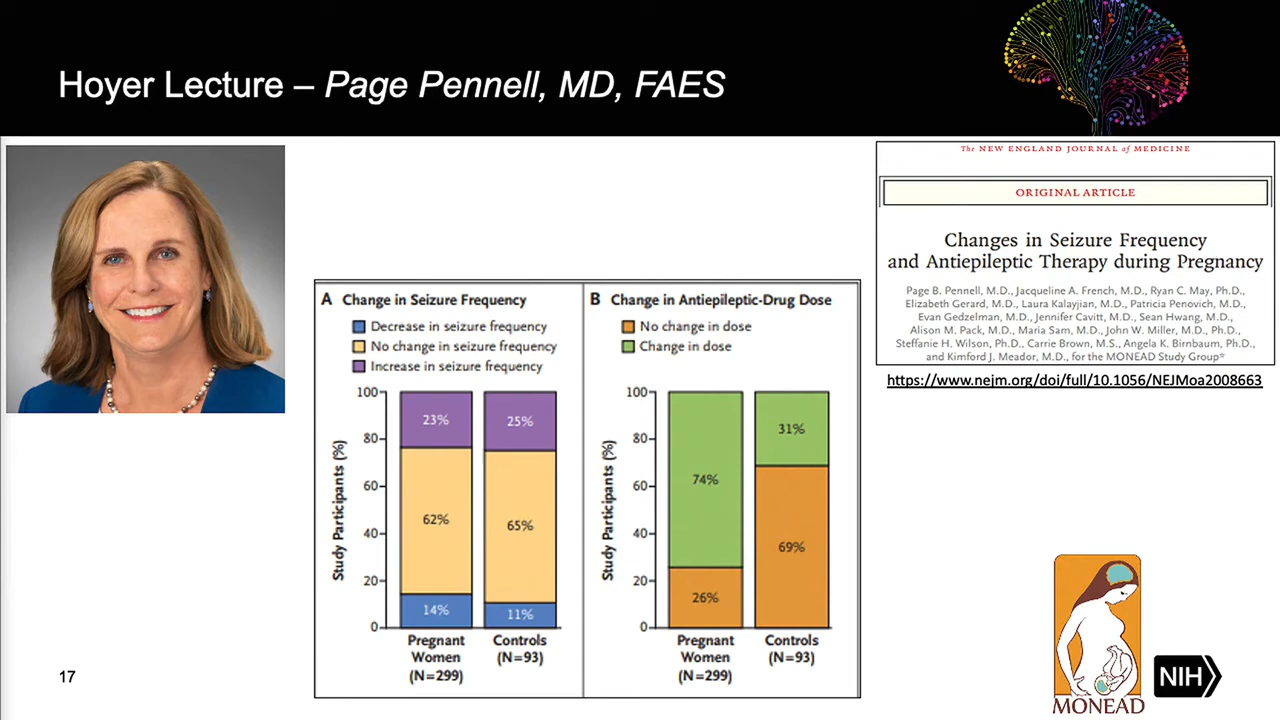 Hoyer Lecture – Page Pennell, MD, FAES
The NEW ENGLAND JOURNAL of MEDICINE
ORIGINAL ARTICLE
Changes in Seizure Frequency
and Antiepileptic Therapy during Pregnancy
Page B. Pennell, M.D., Jacqueline A. French, M.D., Ryan C. May, Ph.D.,
Elizabeth Gerard, M.D., Laura Kalayjian, M.D., Patricia Penovich, M.D.,
Evan Gedzelman, M.D., Jennifer Cavitt, M.D., Sean Hwang, M.D.,
Alison M. Pack, M.D., Maria Sam, M.D., John W. Miller, M.D., Ph.D.,
Steffanie H. Wilson, Ph.D., Carrie Brown, M.S., Angela K. Birnbaum, Ph.D.,
and Kimford J. Meador, M.D., for the MONEAD Study Group*
https://www.nejm.org/doi/full/10.1056/NEJMoa2008663
A Change in Seizure Frequency
Decrease in seizure frequency
No change in seizure frequency
Increase in seizure frequency
Study Participants (%)
100
80
60
40
20
0
23%
62%
14%
25%
65%
11%
Pregnant
Women
(N=299)
Controls
(N=93)
B Change in Antiepileptic-Drug Dose
No change in dose
Change in dose
Study Participants (%)
100
80
60
40
20
0
74%
26%
31%
69%
Pregnant
Women
(N=299)
Controls
(N=93)
17
MONEAD
NIH